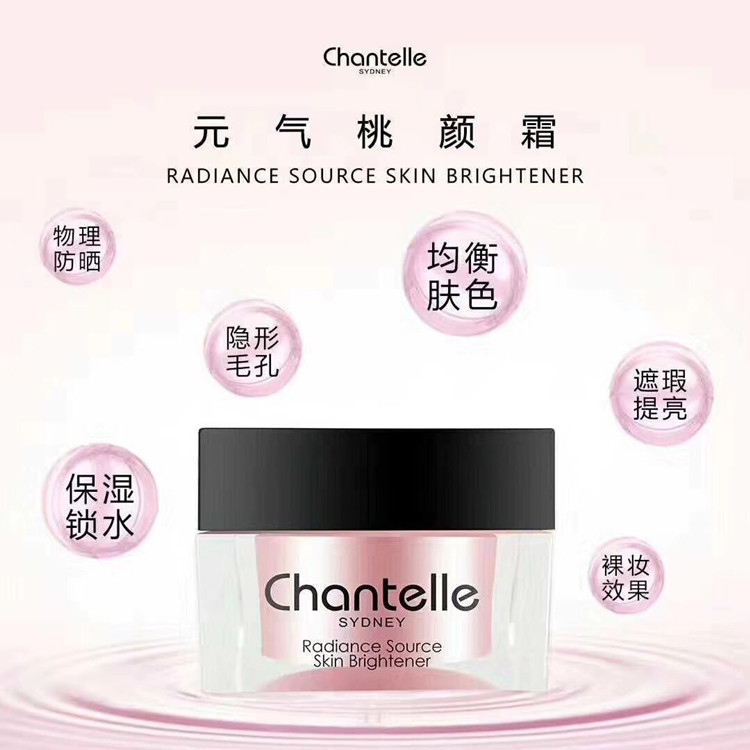 Chantelle
SYDNEY
元气桃颜霜
RADIANCE SOURCE SKIN BRIGHTENER
物理
防晒
均衡
肤色
隐形
毛孔
遮瑕
提亮
保湿
锁水
裸妆
效果
Chantelle
SYDNEY
Radiance Source
Skin Brightener